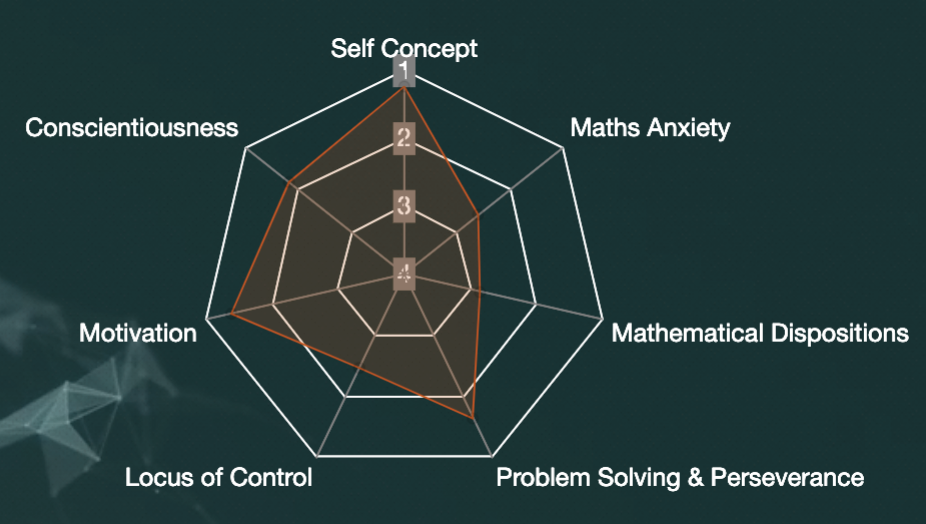 Self Concept
1
Conscientiousness
Maths Anxiety
2
3
4
Motivation
Mathematical Dispositions
Locus of Control
Problem Solving & Perseverance